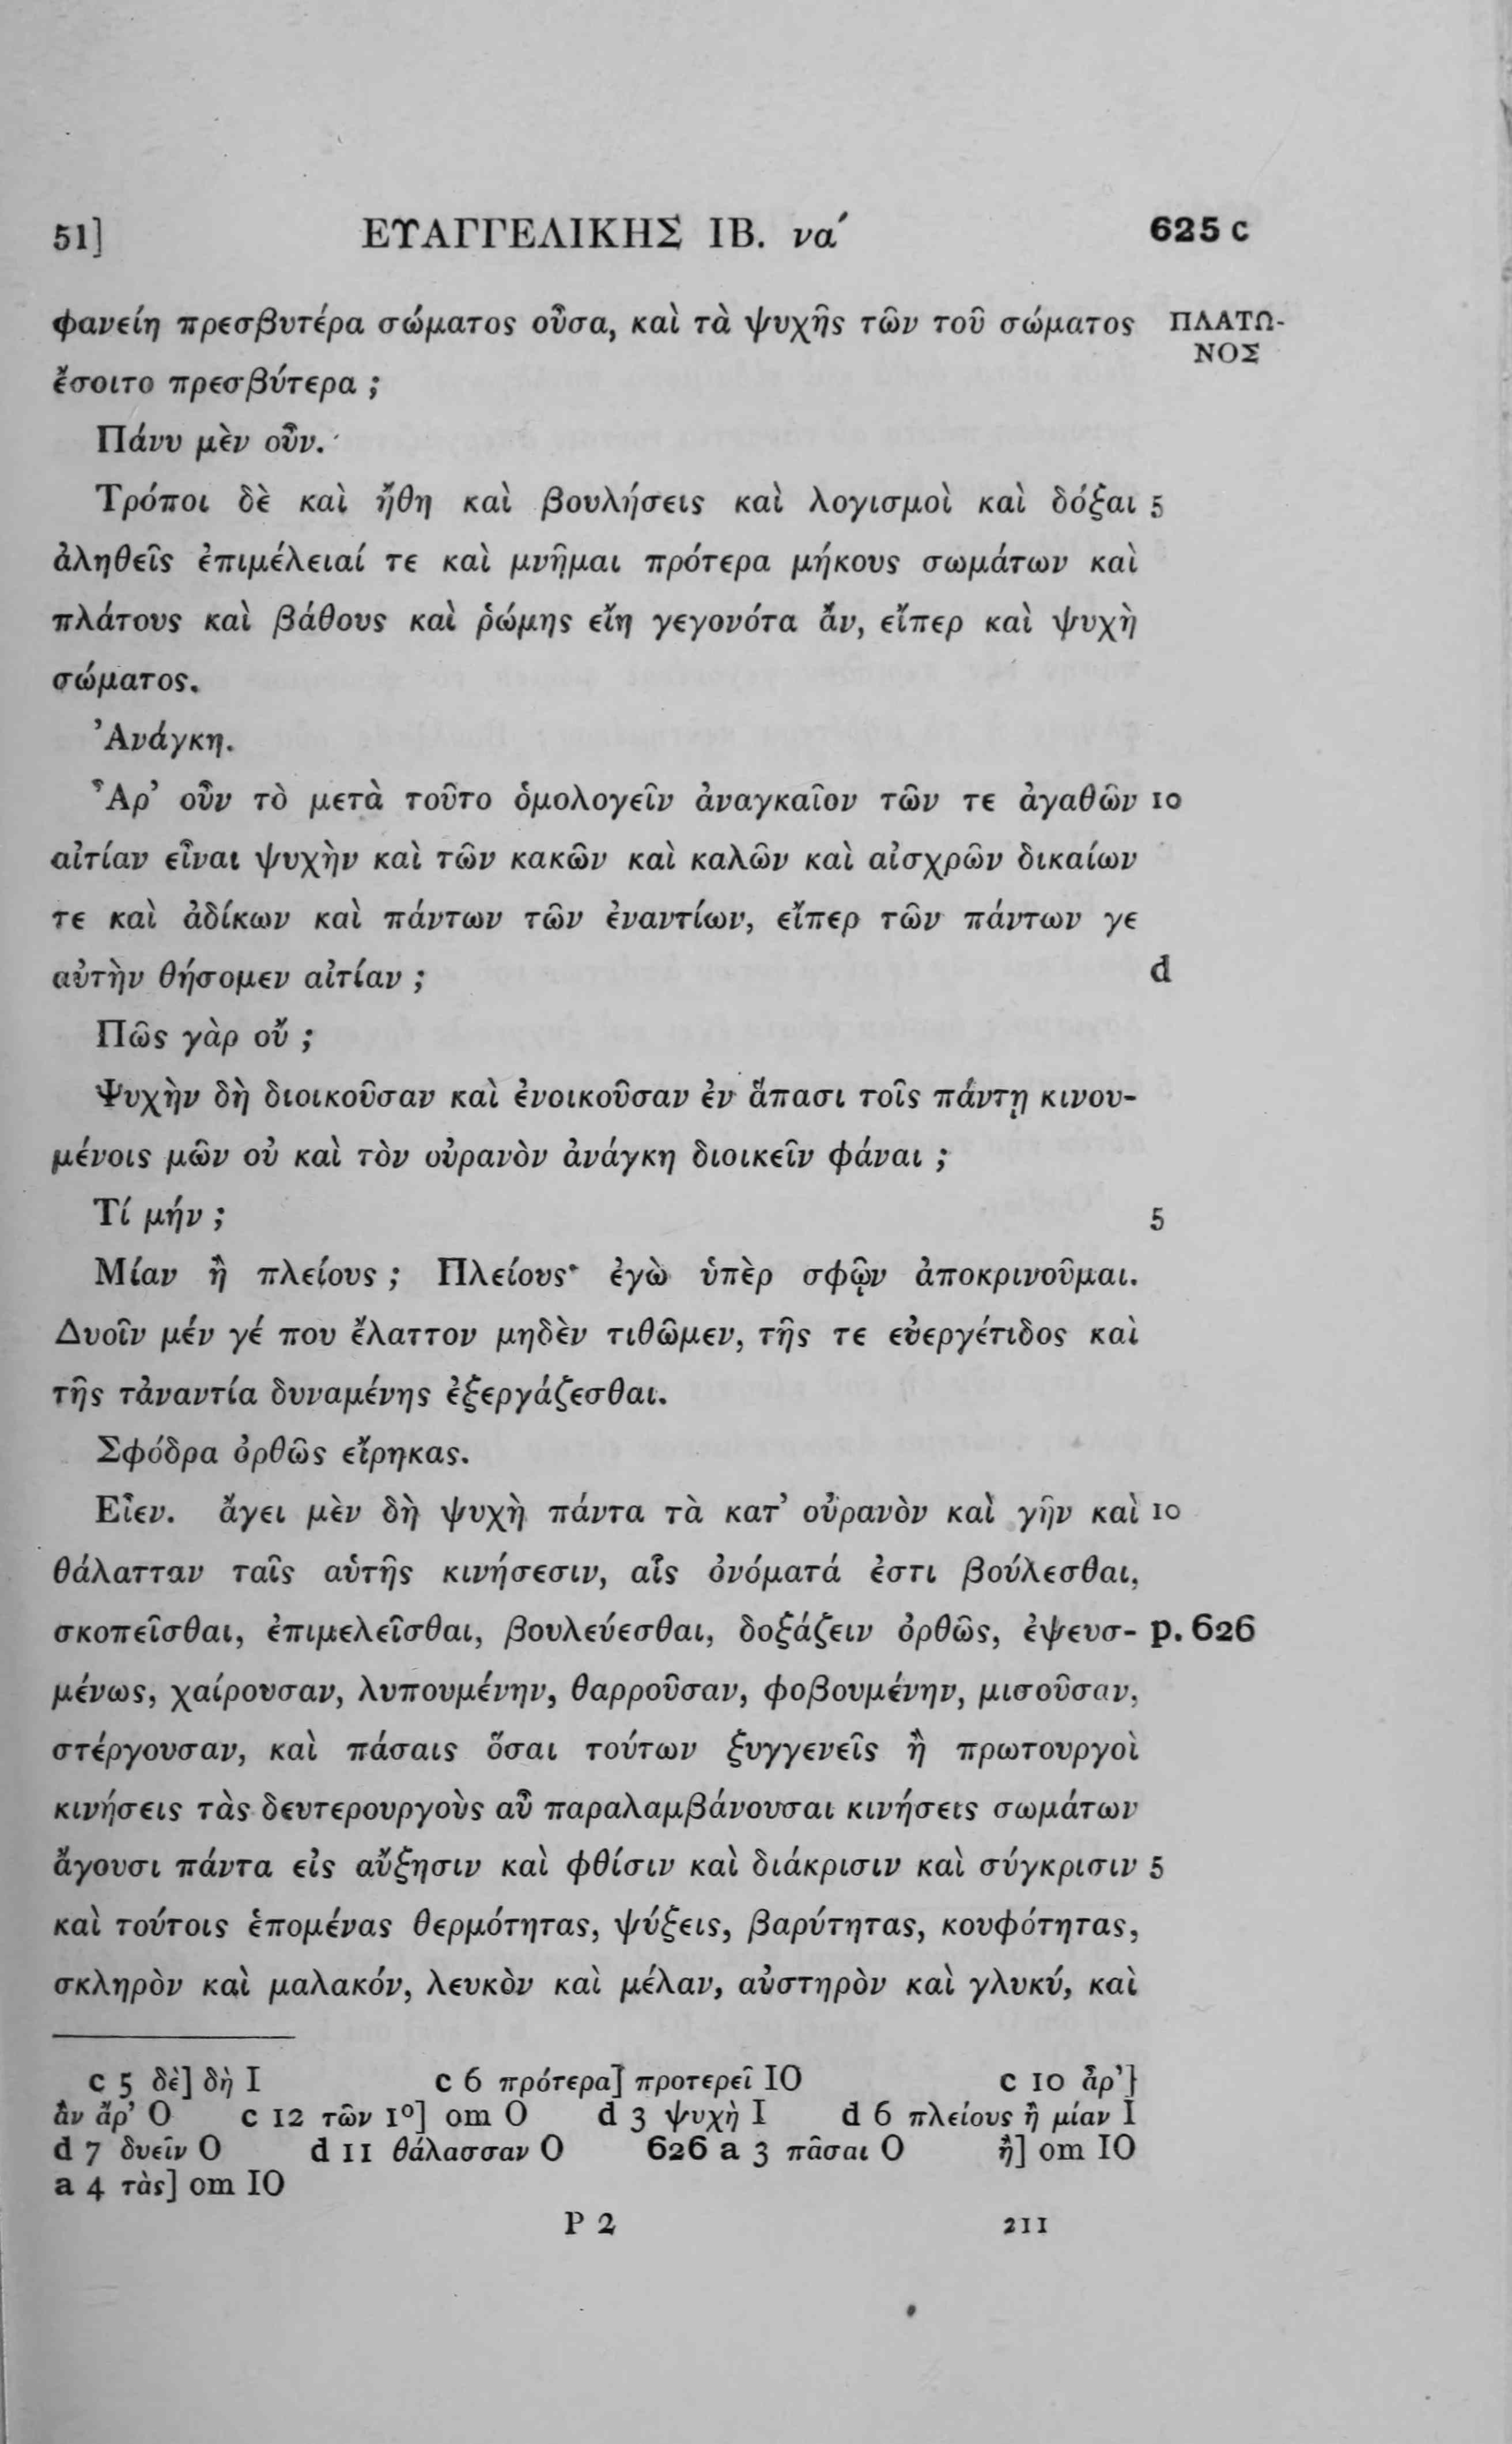 51] ΕΥΑΓΓΕΛΙΚΗΣ ΙΒ. να´ 625 c
φανείη πρεσβυτέρα σώματος οὖσα, καὶ τὰ ψυχῆς τῶν τοῦ σώματος ΠΛΑΤΩ-
ΝΟΣ
ἔσοιτο πρεσβύτερα ;
Πάνυ μὲν οὖν.
Τρόποι δὲ καὶ ἤθη καὶ βουλήσεις καὶ λογισμοὶ καὶ δόξαι 5
ἀληθεῖς ἐπιμέλειαί τε καὶ μνῆμαι πρότερα μήκους σωμάτων καὶ
πλάτους καὶ βάθους καὶ ῥώμης εἴη γεγονότα ἄν, εἴπερ καὶ ψυχὴ
σώματος.
Ἀνάγκη.
Ἆρ’ οὖν τὸ μετὰ τοῦτο ὁμολογεῖν ἀναγκαῖον τῶν τε ἀγαθῶν 10
αἰτίαν εἶναι ψυχὴν καὶ τῶν κακῶν καὶ καλῶν καὶ αἰσχρῶν δικαίων
τε καὶ ἀδίκων καὶ πάντων τῶν ἐναντίων, εἴπερ τῶν πάντων γε
αὐτὴν θήσομεν αἰτίαν ; d
Πῶς γὰρ οὔ ;
Ψυχὴν δὴ διοικοῦσαν καὶ ἐνοικοῦσαν ἐν ἅπασι τοῖς πάντῃ κινου-
μένοις μῶν οὐ καὶ τὸν οὐρανὸν ἀνάγκη διοικεῖν φάναι ;
Τί μήν ; 5
Μίαν ἢ πλείους ; Πλείους· ἐγὼ ὑπὲρ σφῷν ἀποκρινοῦμαι.
Δυοῖν μέν γέ που ἔλαττον μηδὲν τιθῶμεν, τῆς τε εὐεργέτιδος καὶ
τῆς τἀναντία δυναμένης ἐξεργάζεσθαι.
Σφόδρα ὀρθῶς εἴρηκας.
Εἶεν. ἄγει μὲν δὴ ψυχὴ πάντα τὰ κατ’ οὐρανὸν καὶ γῆν καὶ 10
θάλατταν ταῖς αὑτῆς κινήσεσιν, αἷς ὀνόματά ἐστι βούλεσθαι,
σκοπεῖσθαι, ἐπιμελεῖσθαι, βουλεύεσθαι, δοξάζειν ὀρθῶς, ἐψευσ- p. 626
μένως, χαίρουσαν, λυπουμένην, θαρροῦσαν, φοβουμένην, μισοῦσαν,
στέργουσαν, καὶ πάσαις ὅσαι τούτων ξυγγενεῖς ἢ πρωτουργοὶ
κινήσεις τὰς δευτερουργοὺς αὖ παραλαμβάνουσαι κινήσεις σωμάτων
ἄγουσι πάντα εἰς αὔξησιν καὶ φθίσιν καὶ διάκρισιν καὶ σύγκρισιν 5
καὶ τούτοις ἑπομένας θερμότητας, ψύξεις, βαρύτητας, κουφότητας,
σκληρὸν καὶ μαλακόν, λευκὸν καὶ μέλαν, αὐστηρὸν καὶ γλυκύ, καὶ
c 5 δὲ] δὴ I c 6 πρότερα] προτερεῖ IO c 10 ἆρ’]
ἂν ἄρ’ O c 12 τῶν 1º] om O d 3 ψυχὴ I d 6 πλείους ἢ μίαν I
d 7 δυεῖν O d 11 θάλασσαν O 626 a 3 πᾶσαι O ἢ] om IO
a 4 τὰς] om IO
P 2 211